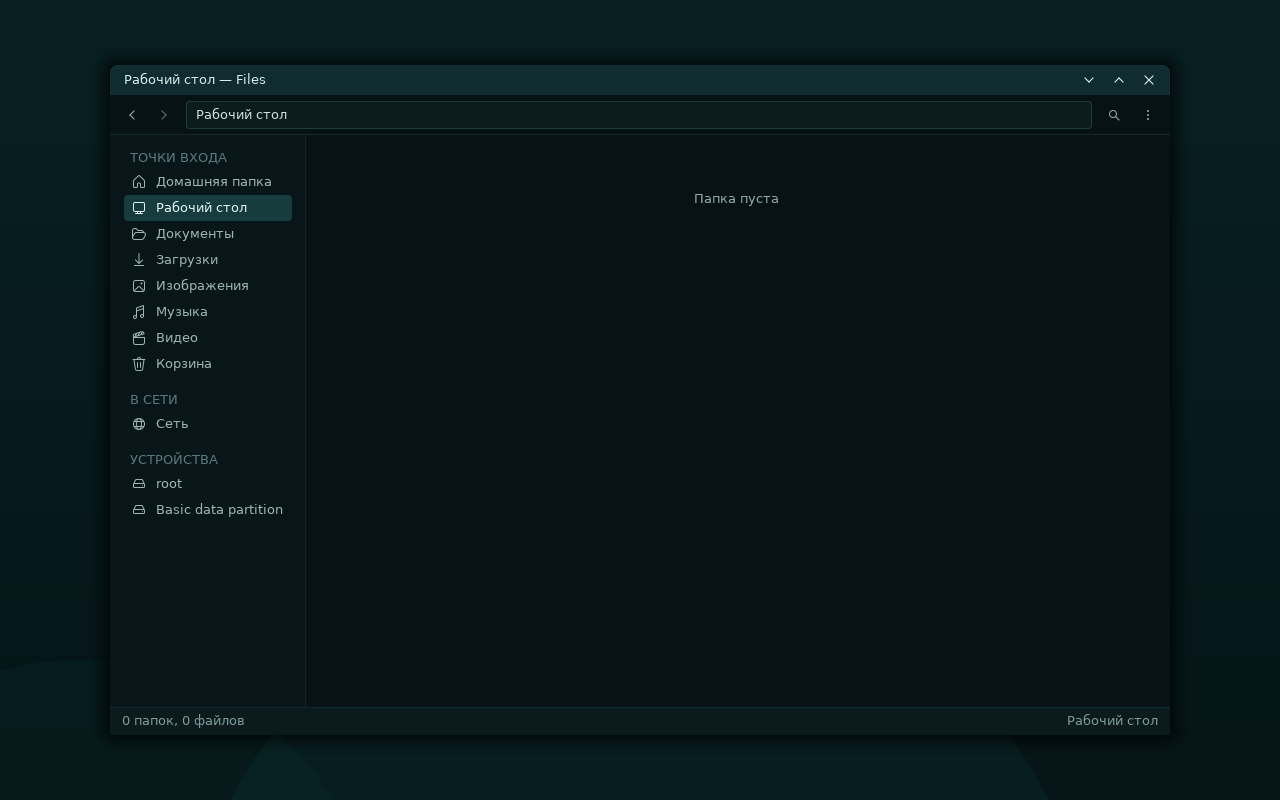 Рабочий стол — Files
Рабочий стол
ТОЧКИ ВХОДА
Домашняя папка
Рабочий стол
Документы
Загрузки
Изображения
Музыка
Видео
Корзина
В СЕТИ
Сеть
УСТРОЙСТВА
root
Basic data partition
Папка пуста
0 папок, 0 файлов
Рабочий стол